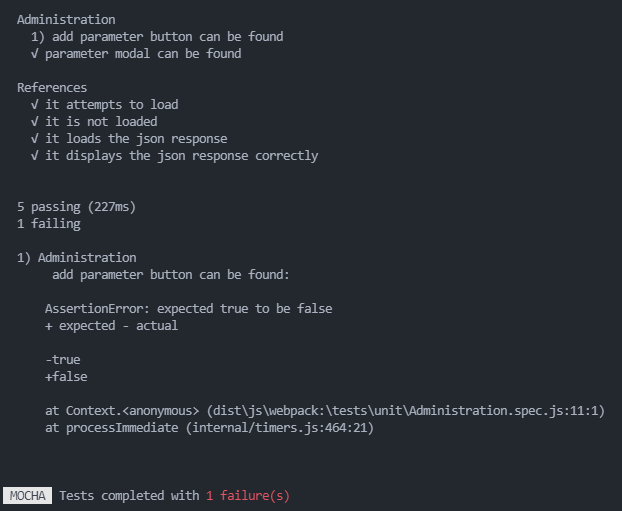 Administration
1) add parameter button can be found
√ parameter modal can be found
References
√ it attempts to load
√ it is not loaded
√ it loads the json response
√ it displays the json response correctly
5 passing (227ms)
1 failing
1) Administration
add parameter button can be found:
AssertionError: expected true to be false
+ expected - actual
-true
+false
at Context.<anonymous> (dist\js\webpack:\tests\unit\Administration.spec.js:11:1)
at processImmediate (internal/timers.js:464:21)
MOCHA Tests completed with 1 failure(s)